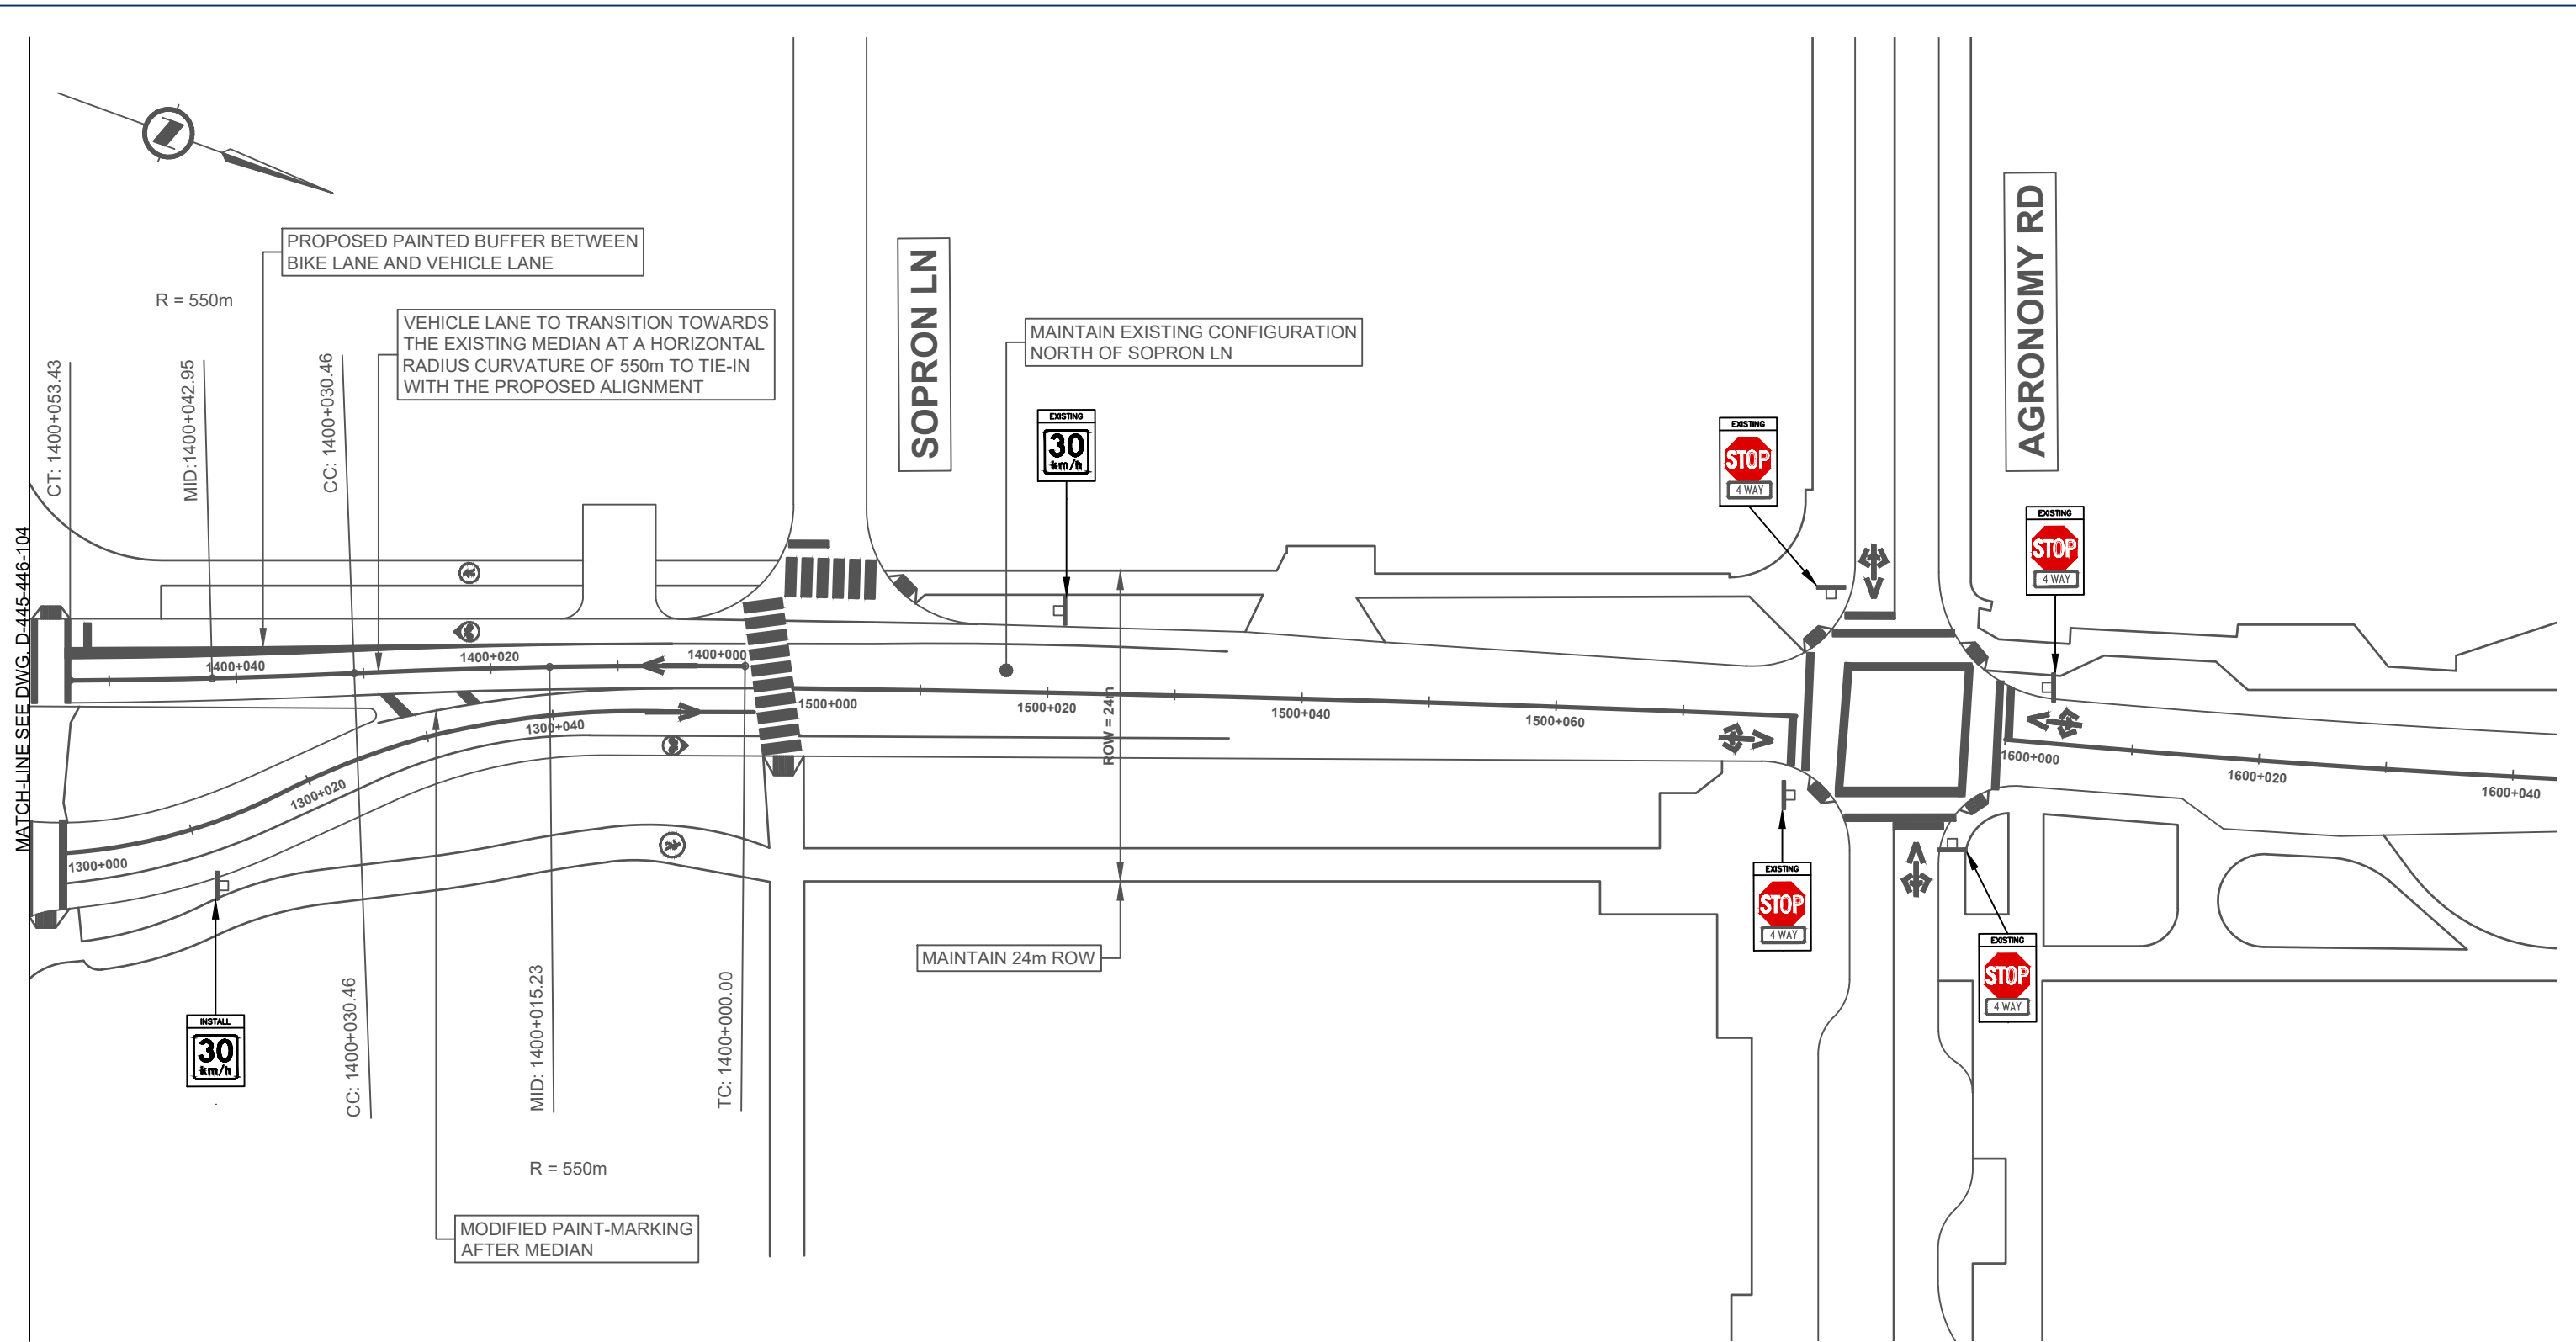 PROPOSED PAINTED BUFFER BETWEEN
BIKE LANE AND VEHICLE LANE
R = 550m
VEHICLE LANE TO TRANSITION TOWARDS
THE EXISTING MEDIAN AT A HORIZONTAL
RADIUS CURVATURE OF 550m TO TIE-IN
WITH THE PROPOSED ALIGNMENT
CT: 1400+053.43
MID:1400+042.95
CC: 1400+030.46
SOPRON LN
MAINTAIN EXISTING CONFIGURATION
NORTH OF SOPRON LN
EXISTING
30
km/h
EXISTING
STOP
4 WAY
AGRONOMY RD
EXISTING
STOP
4 WAY
MATCH-LINE SEE DWG. D-445-446-104
1400+040
1400+020
1400+000
1500+000
1500+020
1500+040
1500+060
1600+000
1600+020
1600+040
1300+000
1300+020
1300+040
ROW = 24m
MAINTAIN 24m ROW
EXISTING
STOP
4 WAY
EXISTING
STOP
4 WAY
INSTALL
30
km/h
CC: 1400+030.46
MID: 1400+015.23
TC: 1400+000.00
R = 550m
MODIFIED PAINT-MARKING
AFTER MEDIAN